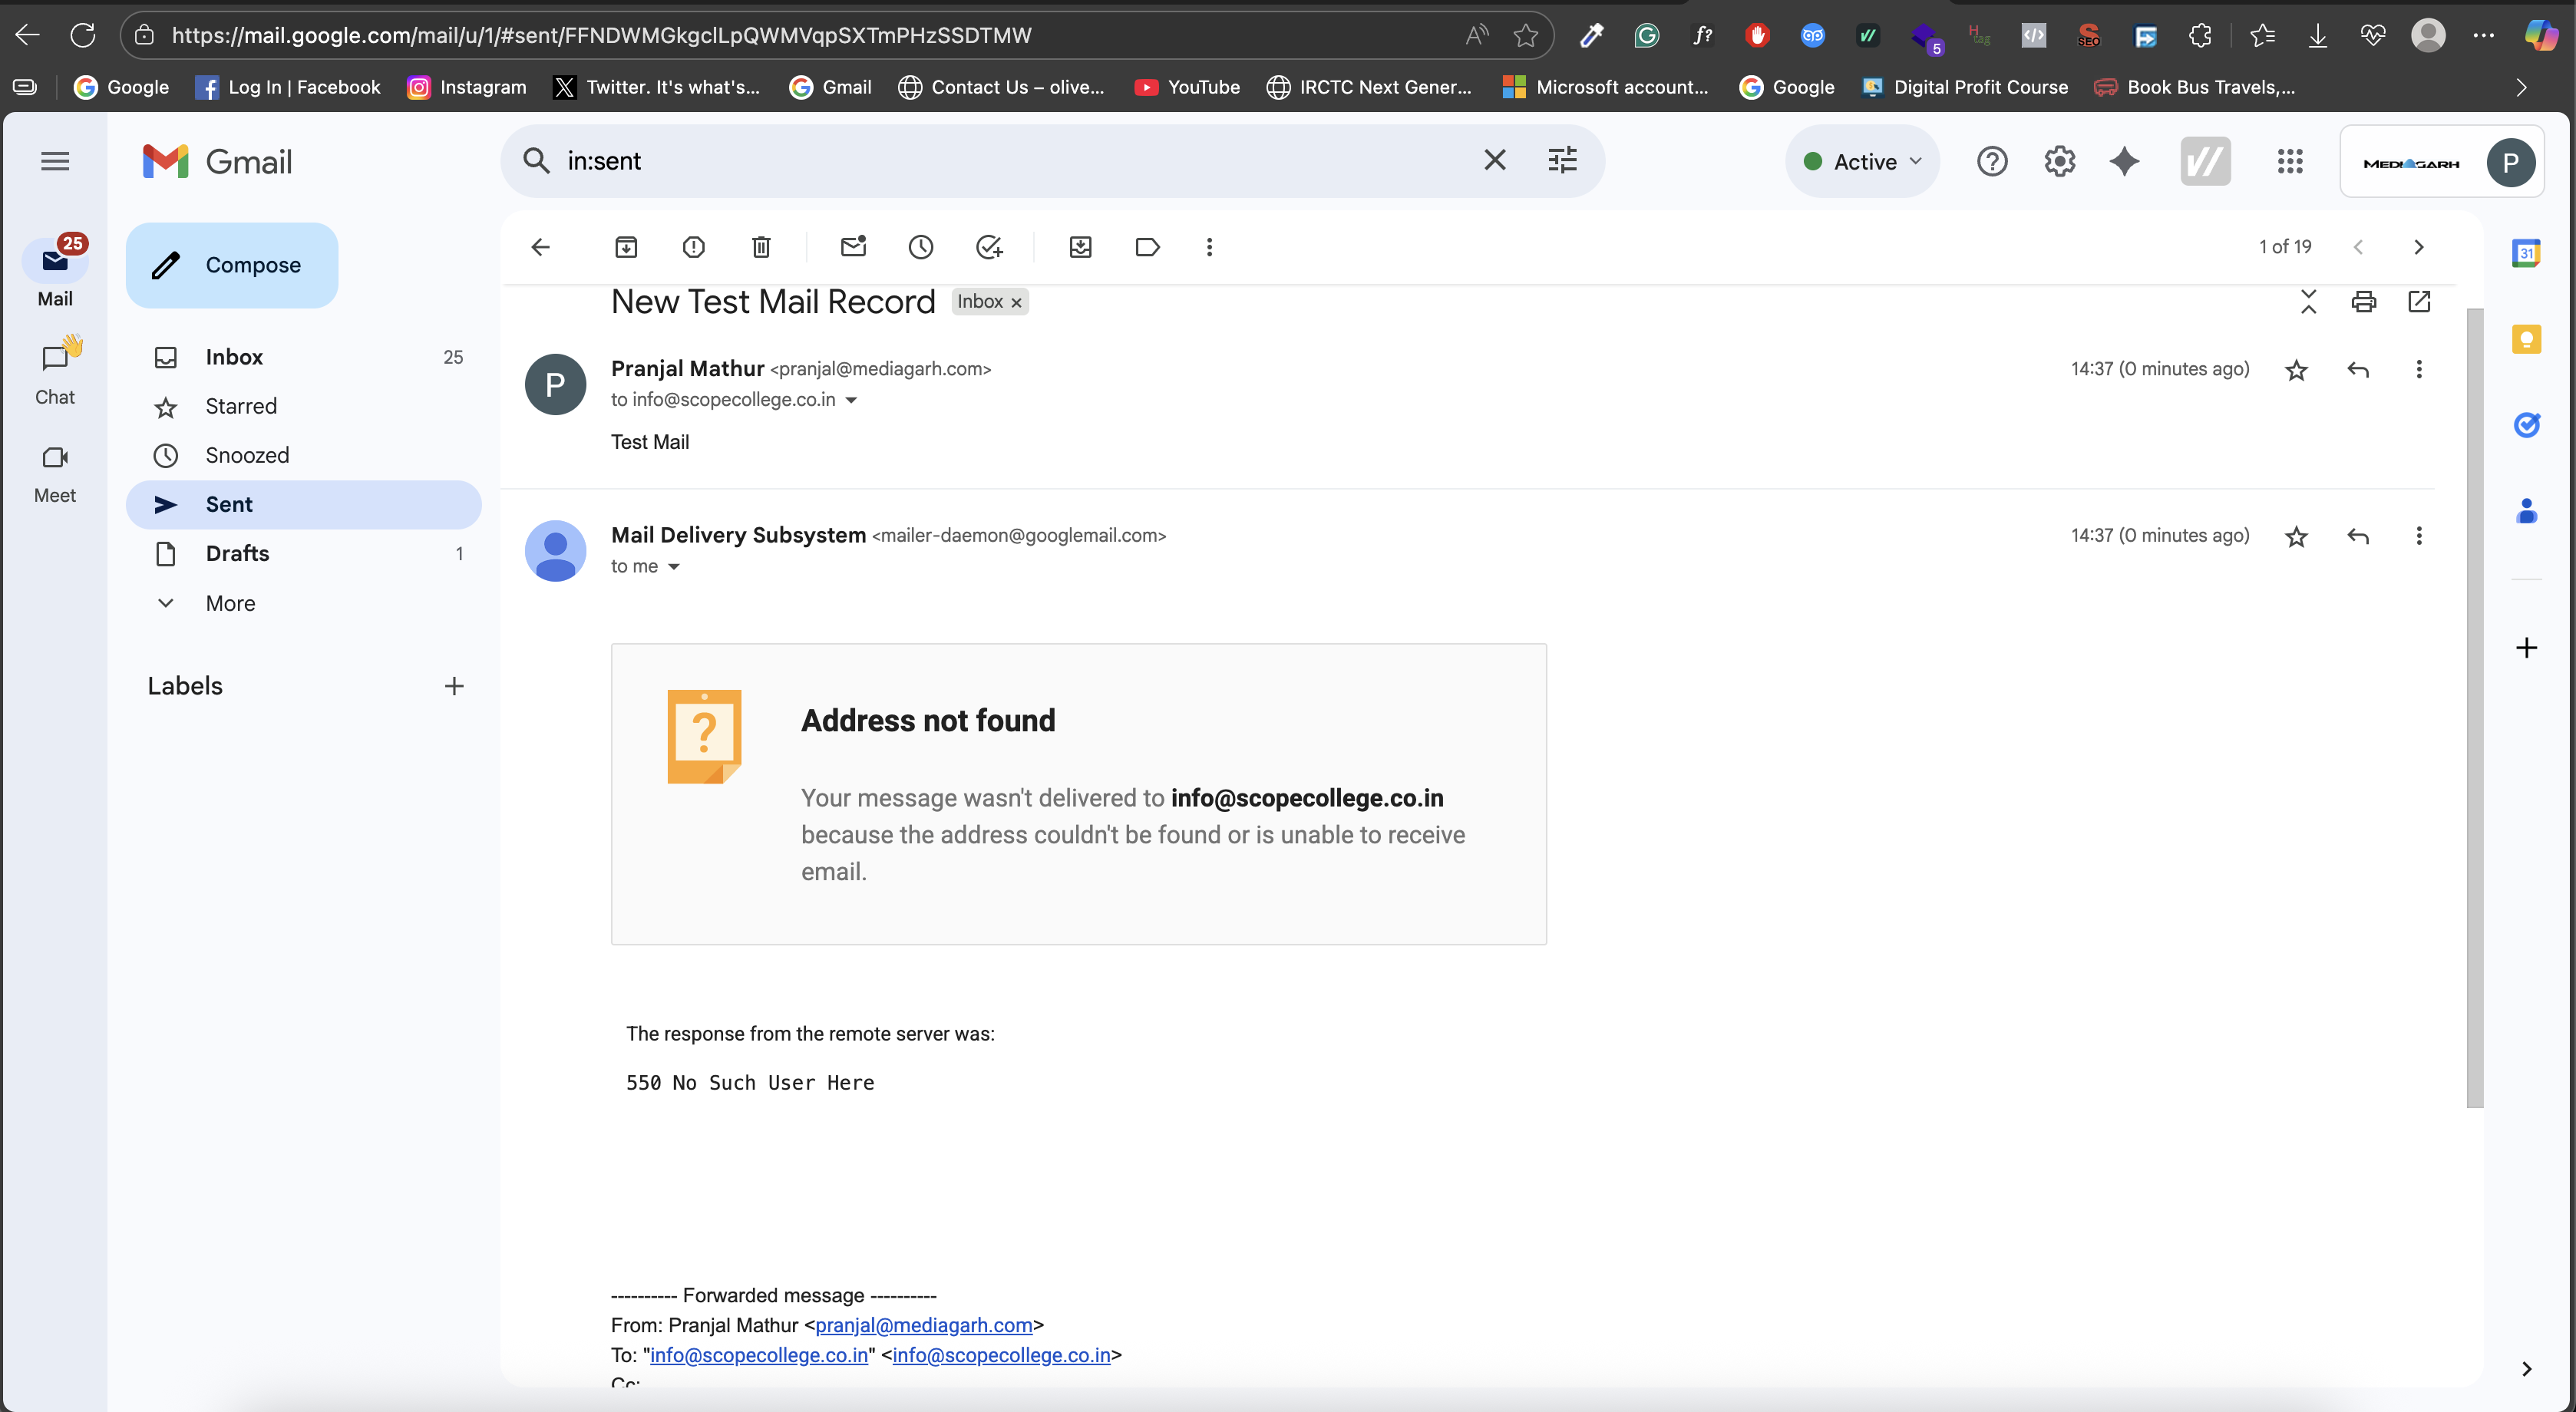 https://mail.google.com/mail/u/1/#sent/FFNDWMGkgclLpQWMVqpSXTmPHzSSDTMW
Google
Log In | Facebook
Instagram
Twitter. It's what's...
Gmail
Contact Us – olive...
YouTube
IRCTC Next Gener...
Microsoft account...
Google
Digital Profit Course
Book Bus Travels,...
Gmail
in:sent
Active
MEDIAGARH
P
25
Mail
Chat
Meet
Compose
Inbox 25
Starred
Snoozed
Sent
Drafts 1
More
Labels
1 of 19
New Test Mail Record
Inbox ×
P
Pranjal Mathur <pranjal@mediagarh.com>
14:37 (0 minutes ago)
to info@scopecollege.co.in
Test Mail
Mail Delivery Subsystem <mailer-daemon@googlemail.com>
14:37 (0 minutes ago)
to me
?
Address not found
Your message wasn't delivered to info@scopecollege.co.in
because the address couldn't be found or is unable to receive
email.
The response from the remote server was:
550 No Such User Here
---------- Forwarded message ----------
From: Pranjal Mathur <pranjal@mediagarh.com>
To: "info@scopecollege.co.in" <info@scopecollege.co.in>
Cc:
31
5
f?
SEO